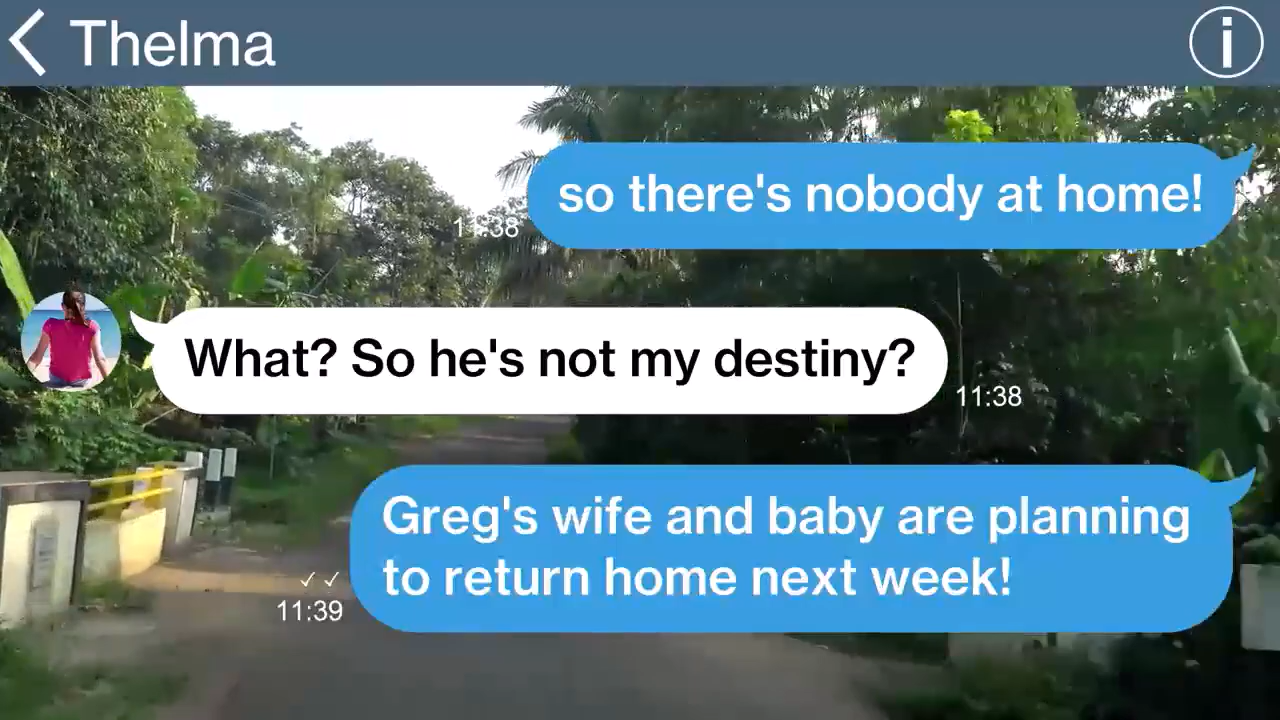 Thelma
so there's nobody at home!
11:38
What? So he's not my destiny?
11:38
Greg's wife and baby are planning
to return home next week!
11:39